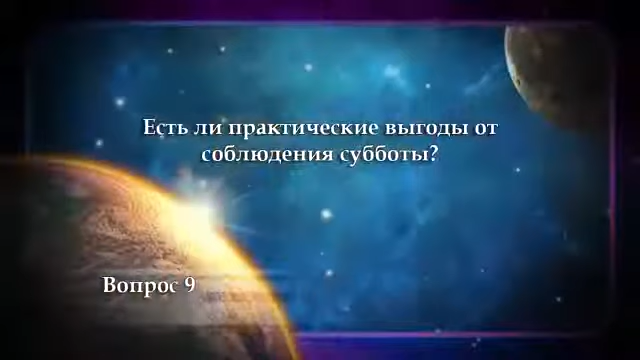 Есть ли практические выгоды от
соблюдения субботы?
Вопрос 9